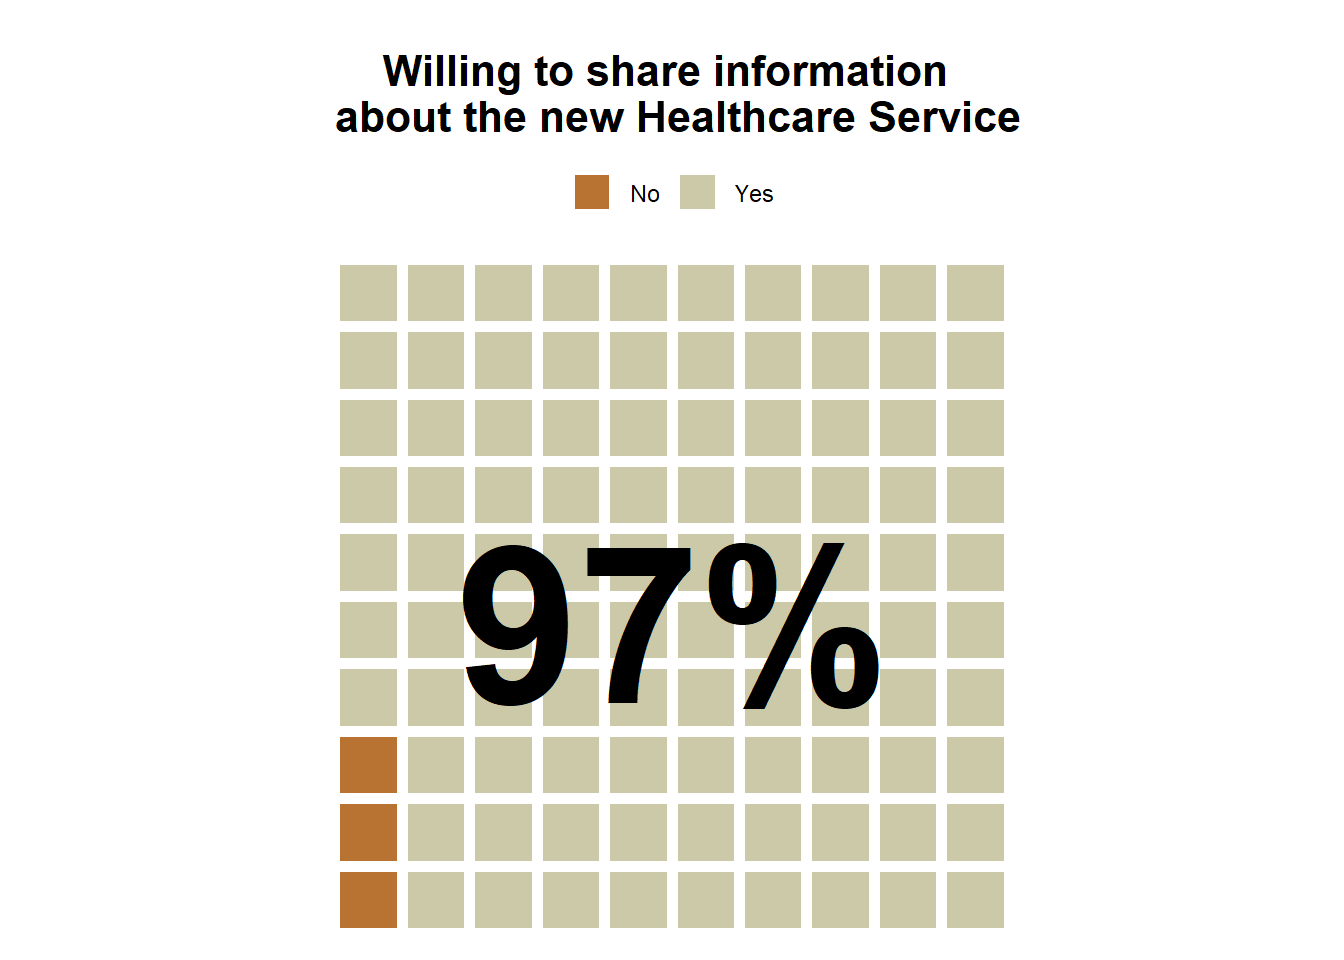 Willing to share information
about the new Healthcare Service
No Yes
97%